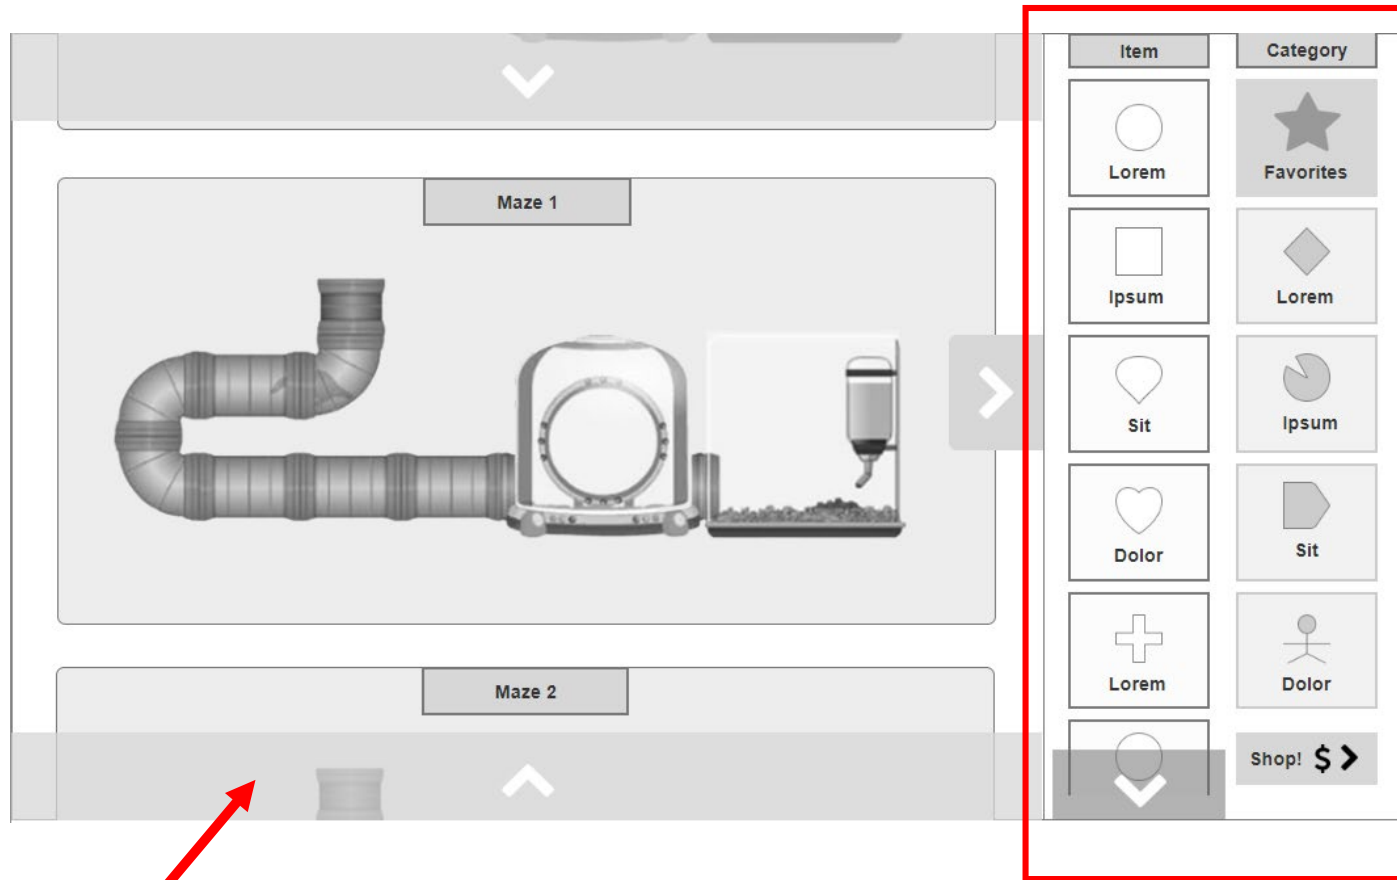 Item
Category
Lorem
Favorites
Maze 1
Ipsum
Lorem
Sit
Ipsum
Dolor
Sit
Maze 2
Lorem
Dolor
Shop! $